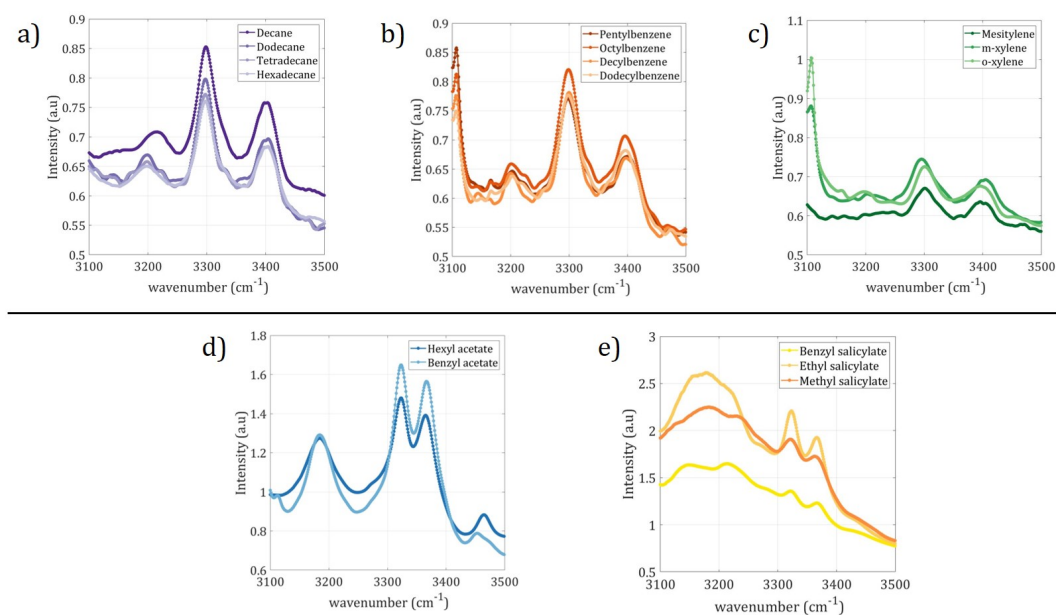 a)
0.9
0.85
0.8
0.75
0.7
0.65
0.6
0.55
0.5
Intensity (a.u)
Decane
Dodecane
Tetradecane
Hexadecane
3100 3200 3300 3400 3500
wavenumber (cm⁻¹)
b)
0.9
0.85
0.8
0.75
0.7
0.65
0.6
0.55
0.5
Intensity (a.u)
Pentylbenzene
Octylbenzene
Decylbenzene
Dodecylbenzene
3100 3200 3300 3400 3500
wavenumber (cm⁻¹)
c)
1.1
1
0.9
0.8
0.7
0.6
0.5
Intensity (a.u)
Mesitylene
m-xylene
o-xylene
3100 3200 3300 3400 3500
wavenumber (cm⁻¹)
d)
1.8
1.6
1.4
1.2
1
0.8
0.6
Intensity (a.u)
Hexyl acetate
Benzyl acetate
3100 3200 3300 3400 3500
wavenumber (cm⁻¹)
e)
3
2.5
2
1.5
1
0.5
Intensity (a.u)
Benzyl salicylate
Ethyl salicylate
Methyl salicylate
3100 3200 3300 3400 3500
wavenumber (cm⁻¹)